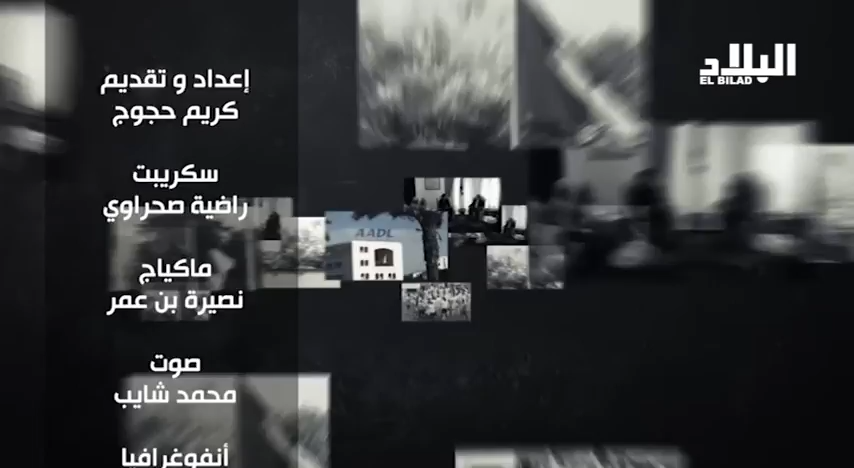 البلاد
EL BILAD
إعداد و تقديم
كريم حجوج
سكريبت
راضية صحراوي
AADL
ماكياج
نصيرة بن عمر
صوت
محمد شايب
أنفوغرافيا